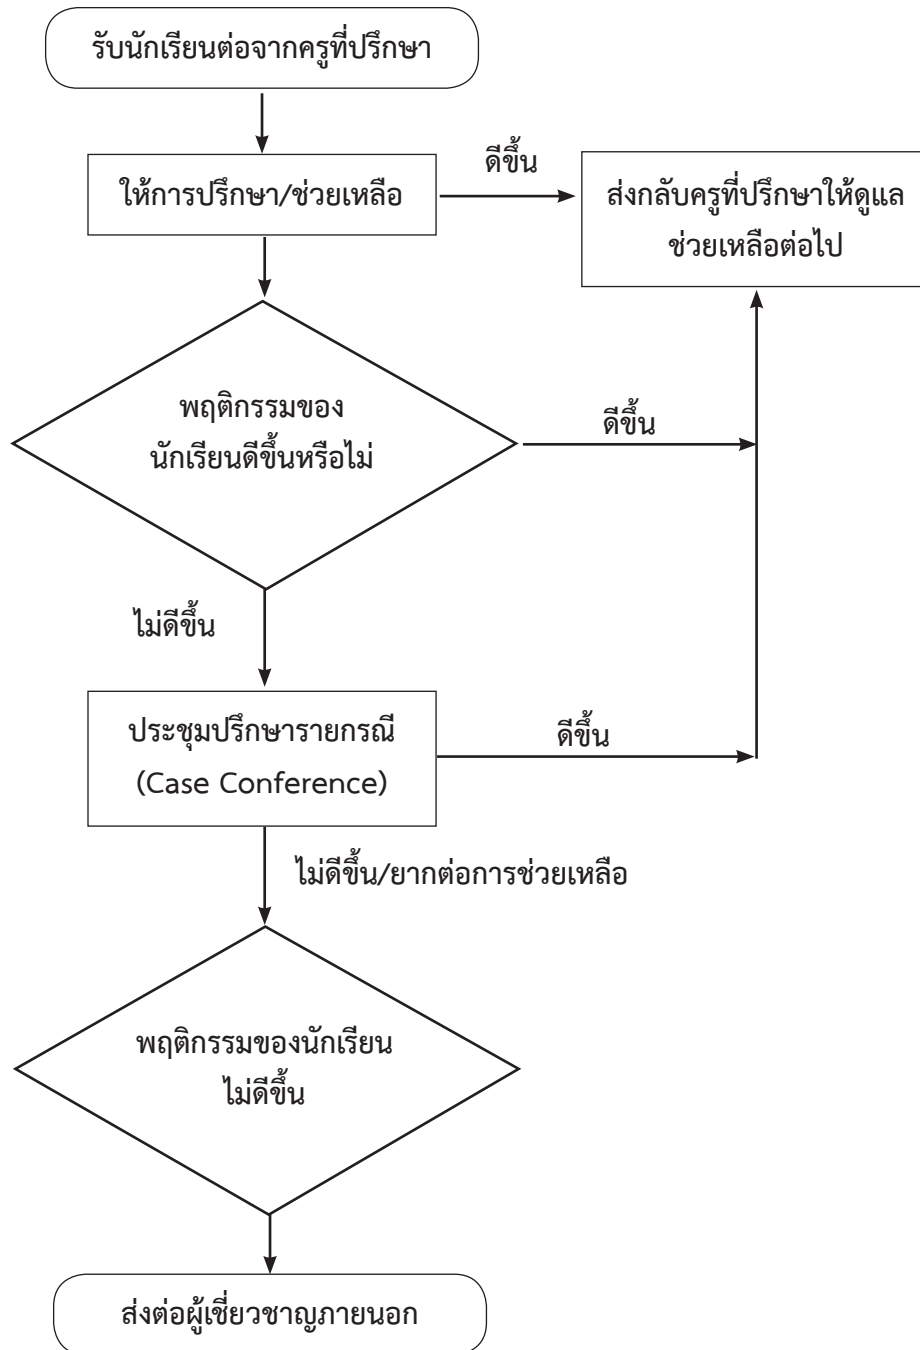 รับนักเรียนต่อจากครูที่ปรึกษา
ให้การปรึกษา/ช่วยเหลือ
ดีขึ้น
ส่งกลับครูที่ปรึกษาให้ดูแล
ช่วยเหลือต่อไป
พฤติกรรมของ
นักเรียนดีขึ้นหรือไม่
ดีขึ้น
ไม่ดีขึ้น
ประชุมปรึกษารายกรณี
(Case Conference)
ดีขึ้น
ไม่ดีขึ้น/ยากต่อการช่วยเหลือ
พฤติกรรมของนักเรียน
ไม่ดีขึ้น
ส่งต่อผู้เชี่ยวชาญภายนอก